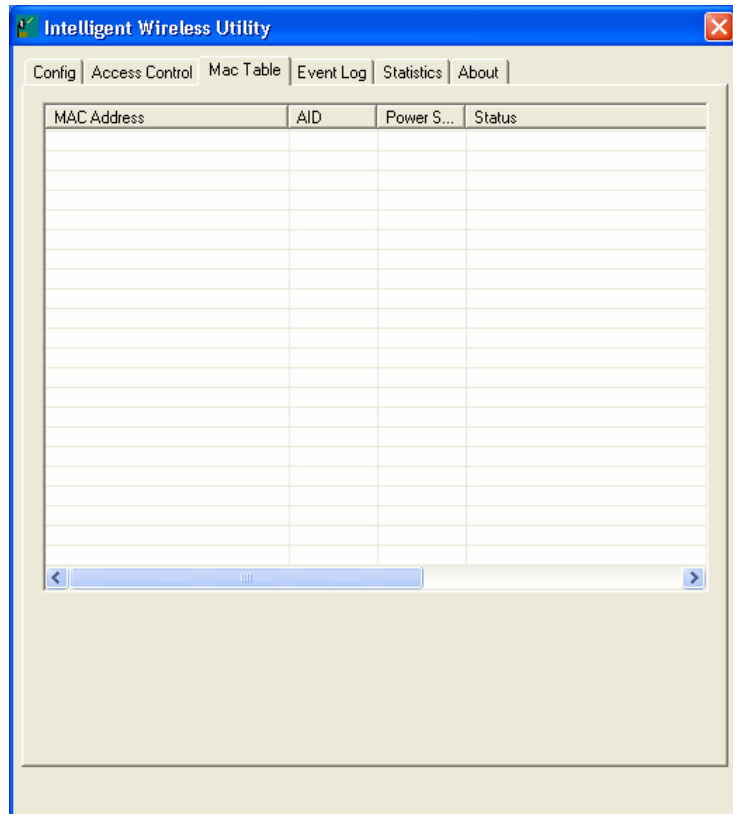 Intelligent Wireless Utility
Config Access Control Mac Table Event Log Statistics About
MAC Address AID Power S... Status